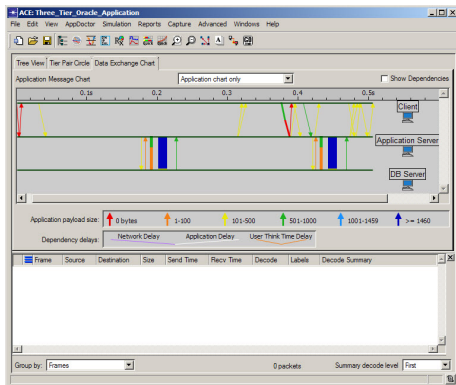 ACE: Three_Tier_Oracle_Application
File Edit View AppDoctor Simulation Reports Capture Advanced Windows Help
Tree View Tier Pair Circle Data Exchange Chart
Application Message Chart Application chart only Show Dependencies
0.1s 0.2 0.3 0.4 0.5s
Client
Application Server
DB Server
Application payload size: 0 bytes 1-100 101-500 501-1000 1001-1459 >= 1460
Dependency delays: Network Delay Application Delay User Think Time Delay
Frame Source Destination Size Send Time Recv Time Decode Labels Decode Summary
Group by: Frames 0 packets Summary decode level First